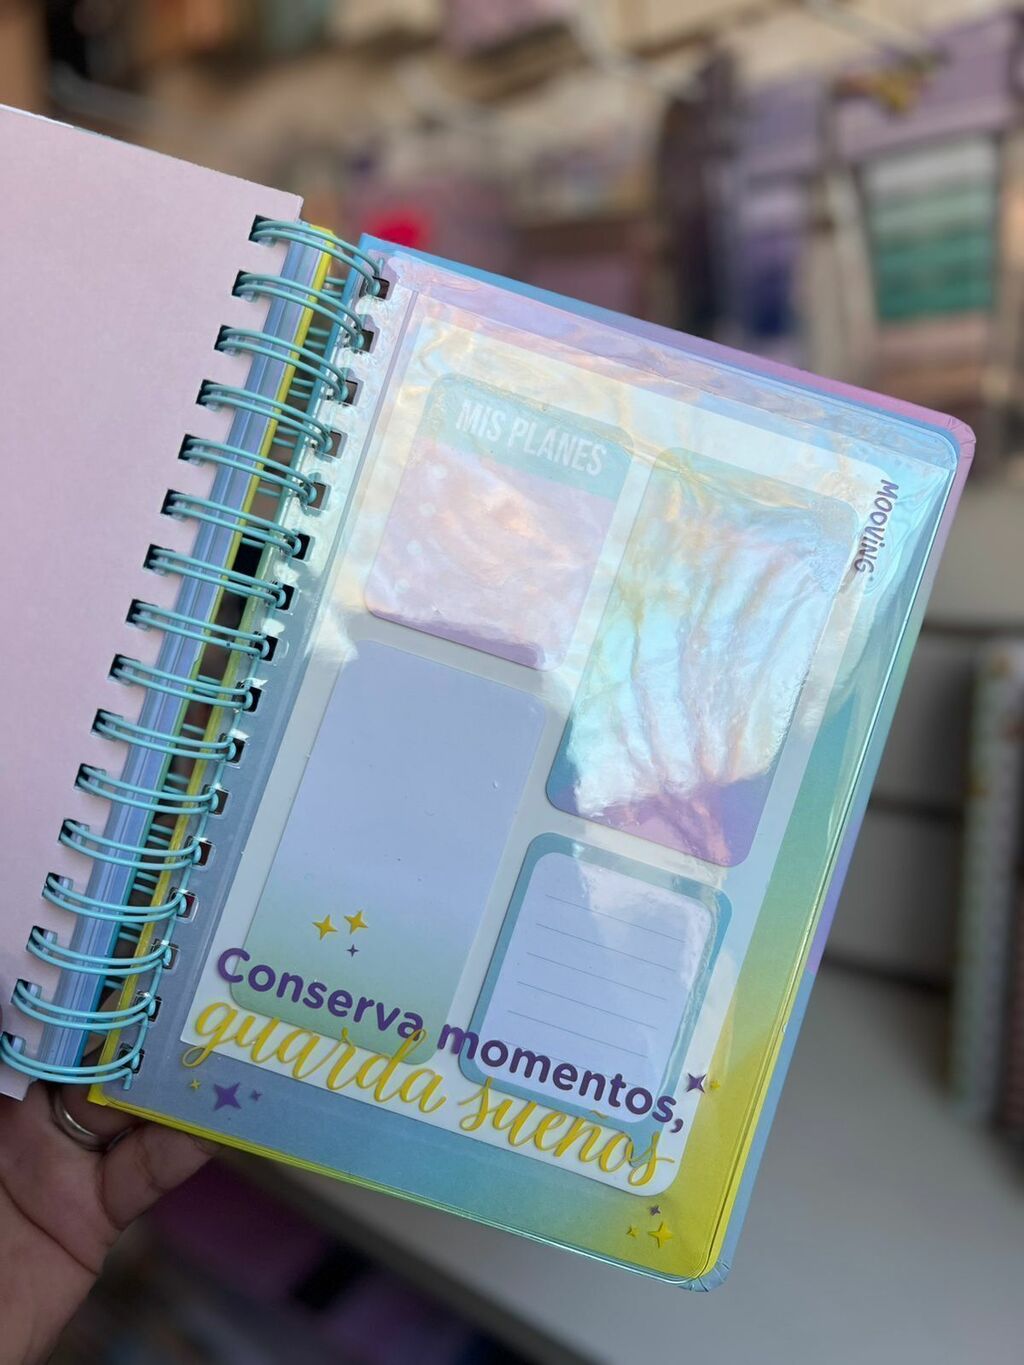 MIS PLANES
MOOVING
Conserva momentos,
guarda sueños